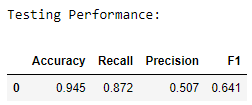 Testing Performance:
Accuracy Recall Precision F1
0 0.945 0.872 0.507 0.641